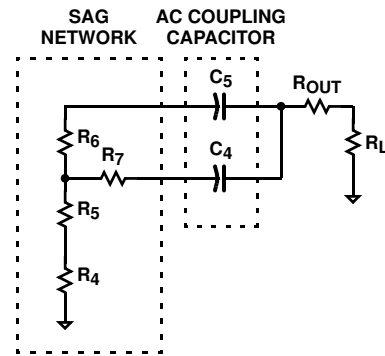 SAG
NETWORK
AC COUPLING
CAPACITOR
C5
ROUT
R6
R7
C4
RL
R5
R4